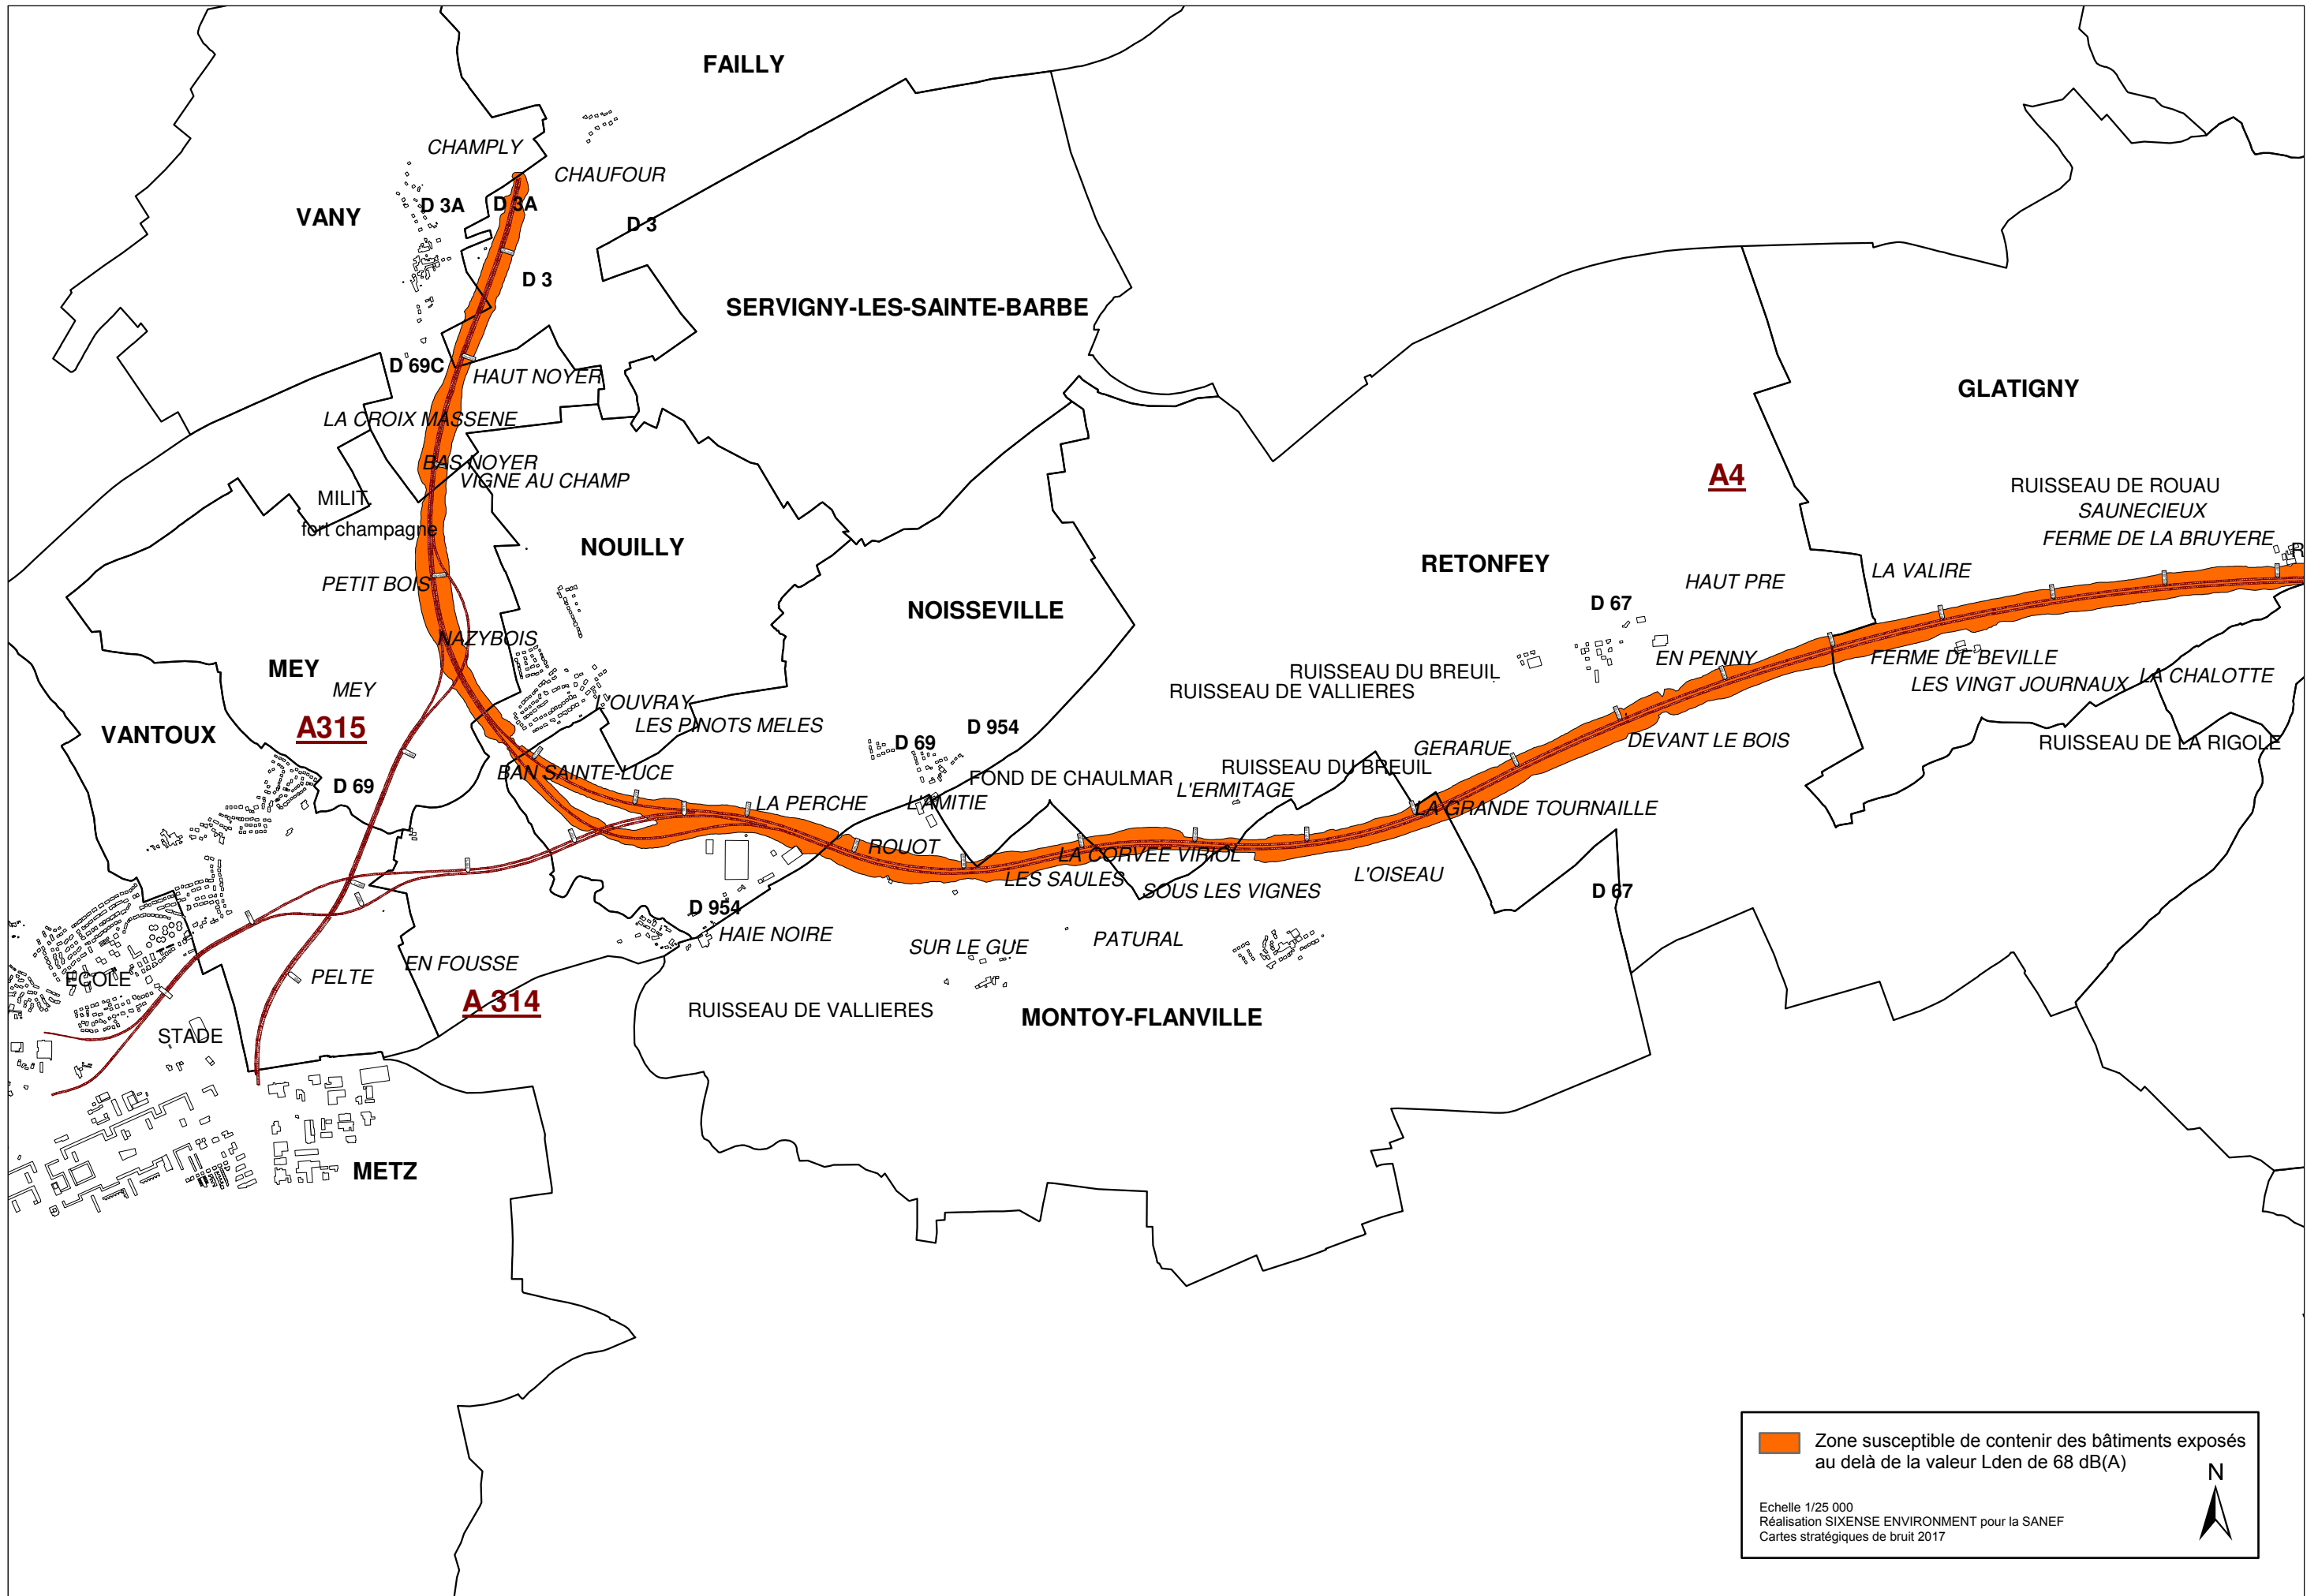 FAILLY
CHAMPLY
CHAUFOUR
D 3A
D 3A
VANY
D 3
D 3
SERVIGNY-LES-SAINTE-BARBE
D 69C
HAUT NOYER
GLATIGNY
LA CROIX MASSENE
BAS NOYER
VIGNE AU CHAMP
A4
RUISSEAU DE ROUAU
MILIT
SAUNECIEUX
fort champagne
FERME DE LA BRUYERE
R
NOUILLY
RETONFEY
LA VALIRE
PETIT BOIS
HAUT PRE
NOISSEVILLE
D 67
NAZYBOIS
EN PENNY
FERME DE BEVILLE
MEY
RUISSEAU DU BREUIL
LA CHALOTTE
MEY
RUISSEAU DE VALLIERES
LES VINGT JOURNAUX
L'OUVRAY
LES PINOTS MELES
A315
VANTOUX
D 954
D 69
GERARUE
DEVANT LE BOIS
RUISSEAU DE LA RIGOLE
BAN SAINTE-LUCE
RUISSEAU DU BREUIL
FOND DE CHAULMAR
D 69
L'ERMITAGE
LA PERCHE
L'AMITIE
LA GRANDE TOURNAILLE
ROUOT
LA CORVEE VIRIOL
L'OISEAU
LES SAULES
SOUS LES VIGNES
D 67
D 954
HAIE NOIRE
PATURAL
SUR LE GUE
EN FOUSSE
PELTE
ECOLE
A 314
RUISSEAU DE VALLIERES
MONTOY-FLANVILLE
STADE
METZ
Zone susceptible de contenir des bâtiments exposés
au delà de la valeur Lden de 68 dB(A)
N
Echelle 1/25 000
Réalisation SIXENSE ENVIRONMENT pour la SANEF
Cartes stratégiques de bruit 2017